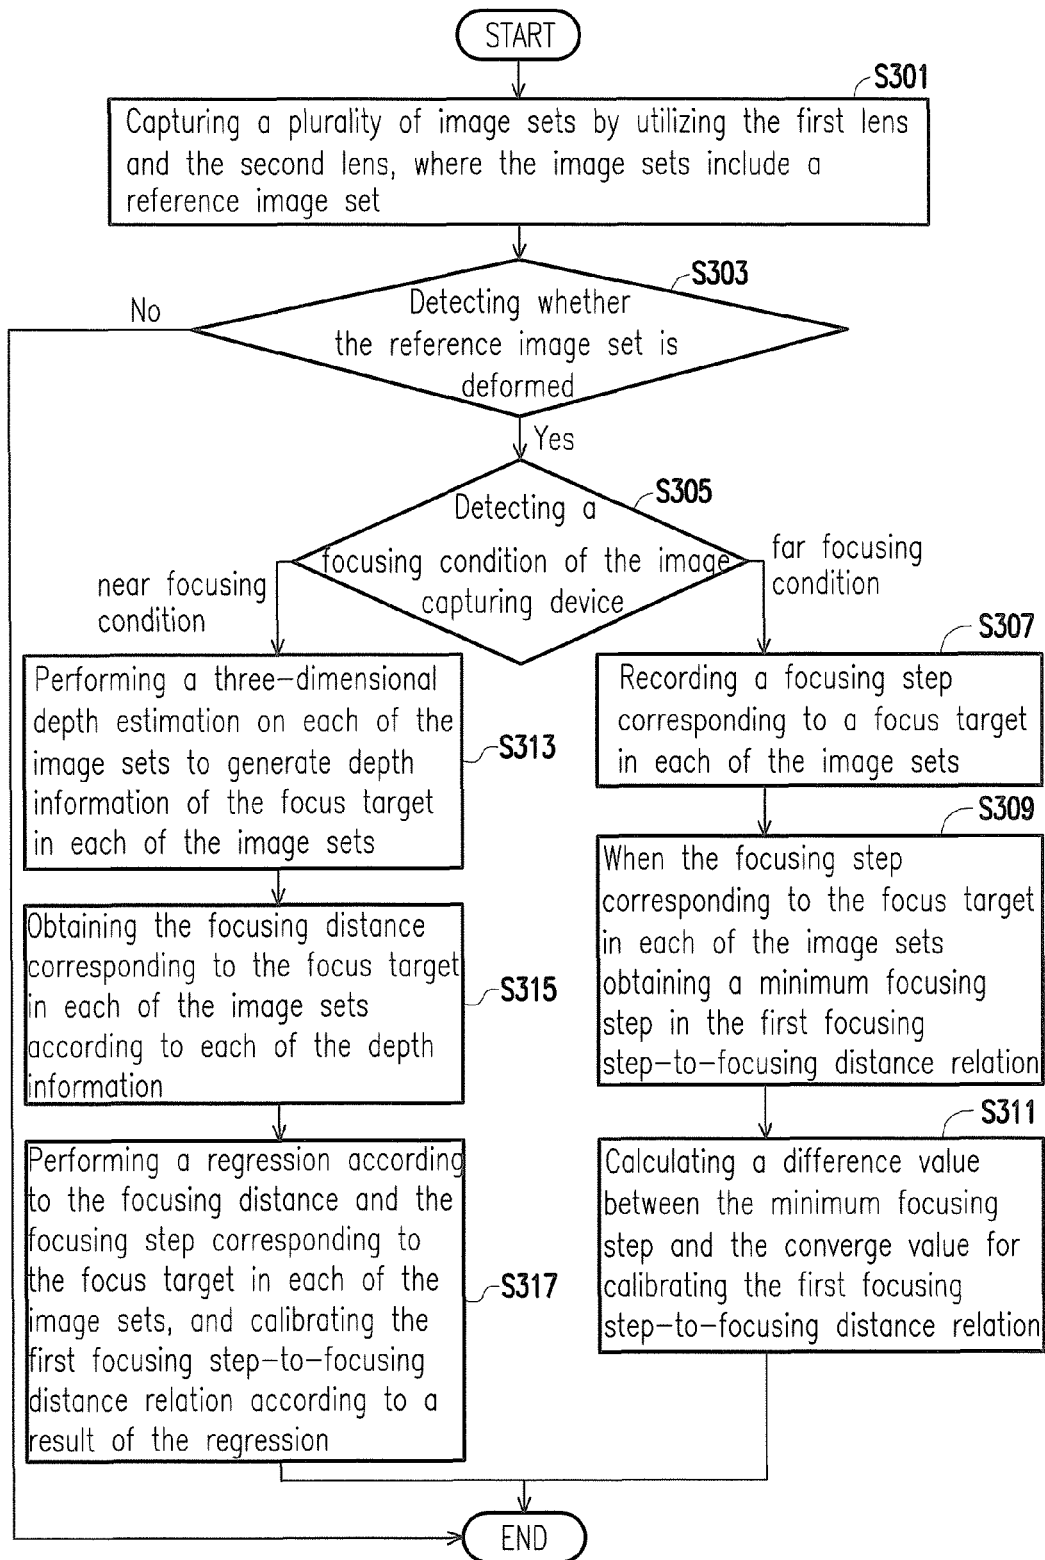 START
S301
Capturing a plurality of image sets by utilizing the first lens
and the second lens, where the image sets include a
reference image set
S303
No
Detecting whether
the reference image set is
deformed
Yes
S305
Detecting a
focusing condition of the image
capturing device
near focusing
condition
far focusing
condition
S307
Recording a focusing step
corresponding to a focus target
in each of the image sets
S309
When the focusing step
corresponding to the focus target
in each of the image sets
obtaining a minimum focusing
step in the first focusing
step-to-focusing distance relation
S311
Calculating a difference value
between the minimum focusing
step and the converge value for
calibrating the first focusing
step-to-focusing distance relation
Performing a three-dimensional
depth estimation on each of the
image sets to generate depth
information of the focus target
in each of the image sets
S313
Obtaining the focusing distance
corresponding to the focus target
in each of the image sets
according to each of the depth
information
S315
Performing a regression according
to the focusing distance and the
focusing step corresponding to
the focus target in each of the
image sets, and calibrating the
first focusing step-to-focusing
distance relation according to a
result of the regression
S317
END